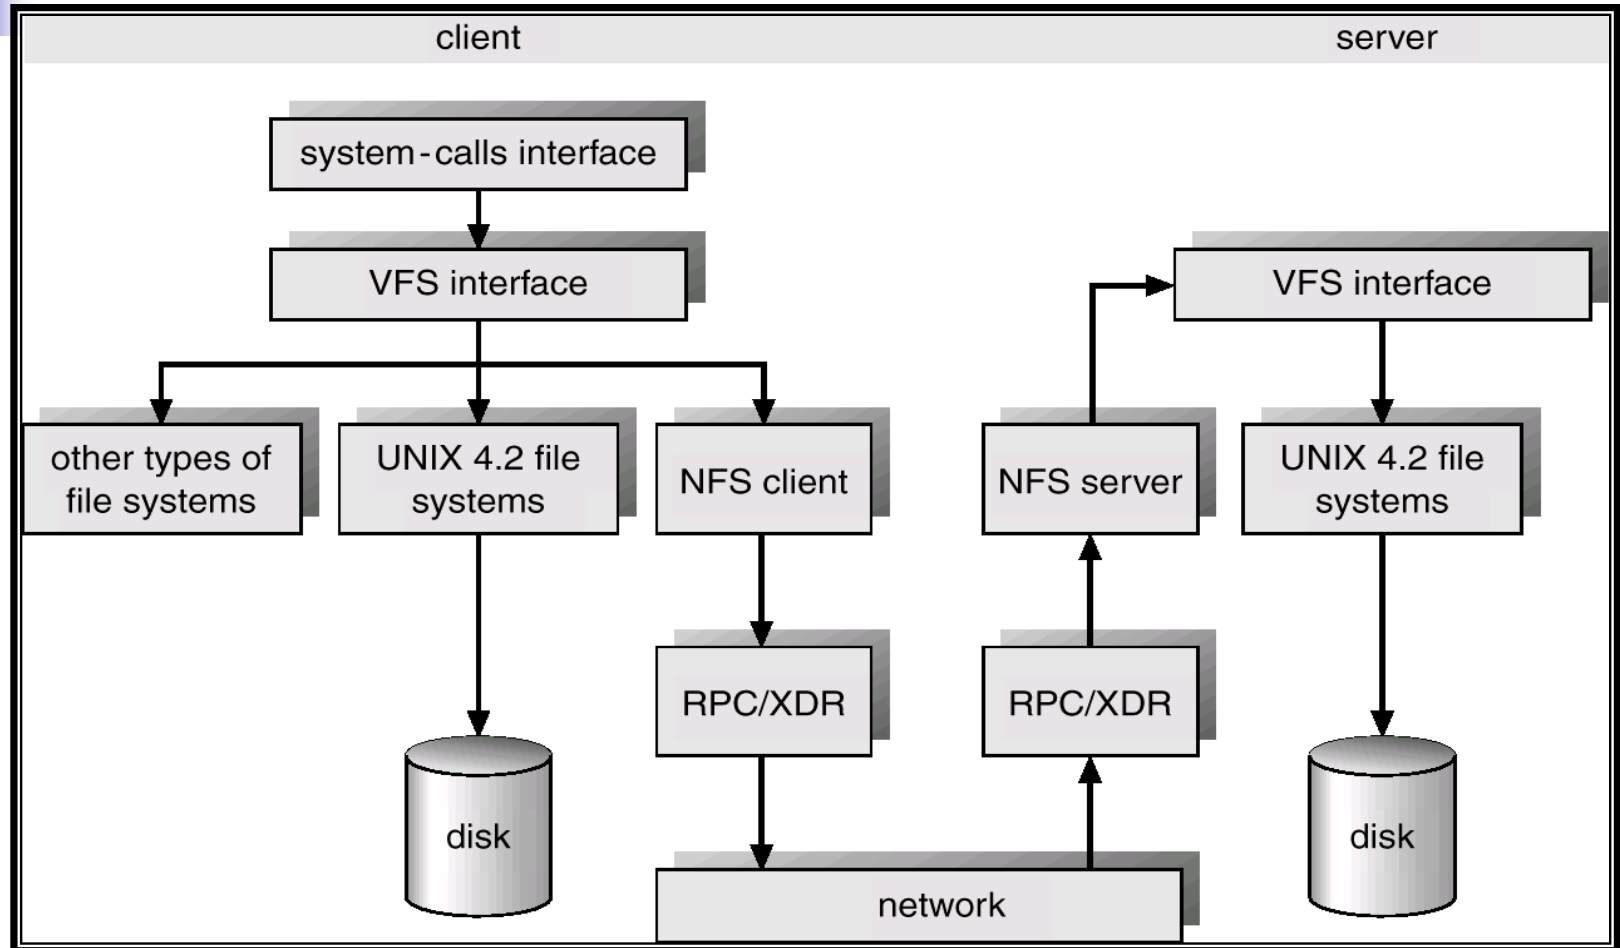 client
server
system-calls interface
VFS interface
VFS interface
other types of
file systems
UNIX 4.2 file
systems
NFS client
NFS server
UNIX 4.2 file
systems
RPC/XDR
RPC/XDR
disk
disk
network